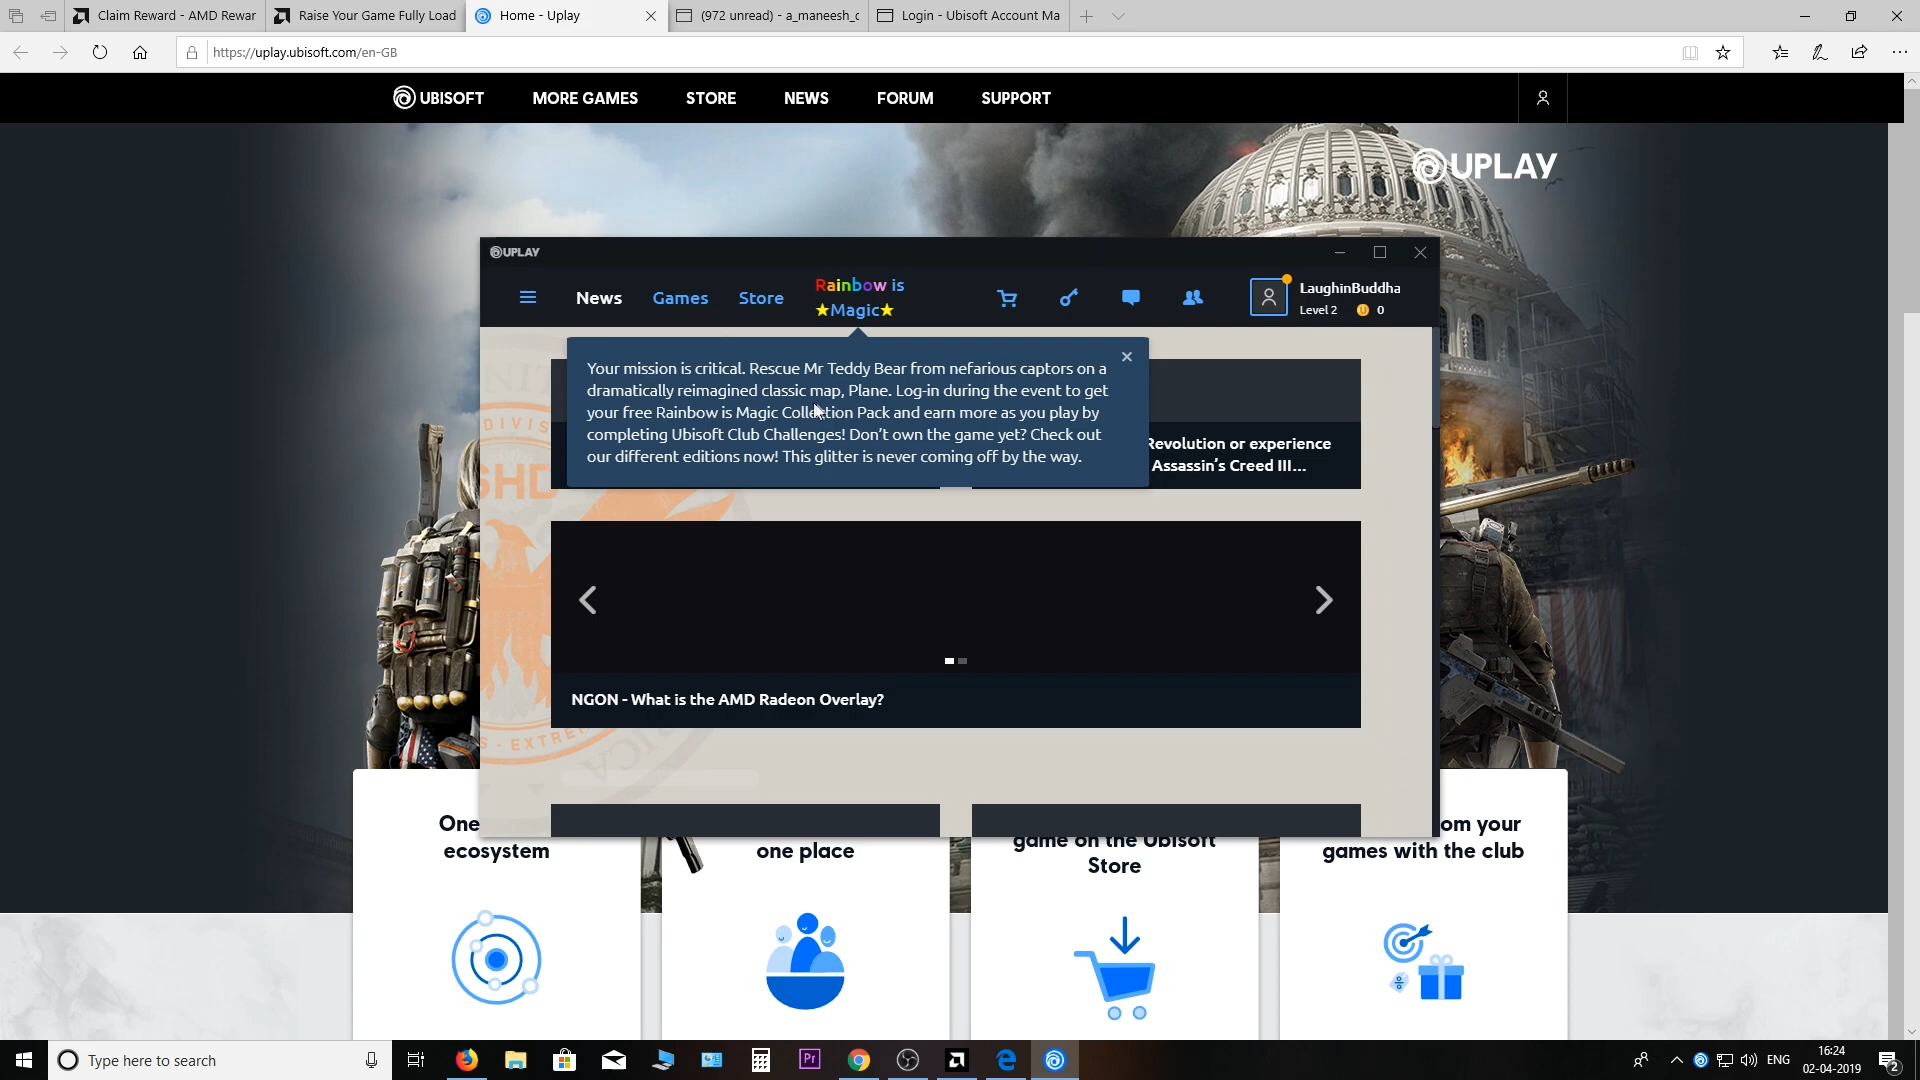 Claim Reward - AMD Rewar
Raise Your Game Fully Load
Home - Uplay
(972 unread) - a_maneesh_c
Login - Ubisoft Account Ma
https://uplay.ubisoft.com/en-GB
UBISOFT
MORE GAMES
STORE
NEWS
FORUM
SUPPORT
UPLAY
UPLAY
News
Games
Store
Rainbow is
★Magic★
LaughinBuddha
Level 2
0
Your mission is critical. Rescue Mr Teddy Bear from nefarious captors on a
dramatically reimagined classic map, Plane. Log-in during the event to get
your free Rainbow is Magic Collection Pack and earn more as you play by
completing Ubisoft Club Challenges! Don't own the game yet? Check out
our different editions now! This glitter is never coming off by the way.
Revolution or experience
Assassin's Creed III...
NGON - What is the AMD Radeon Overlay?
One
ecosystem
one place
game on the Ubisoft
Store
om your
games with the club
Type here to search
Pr
ENG
16:24
02-04-2019
2